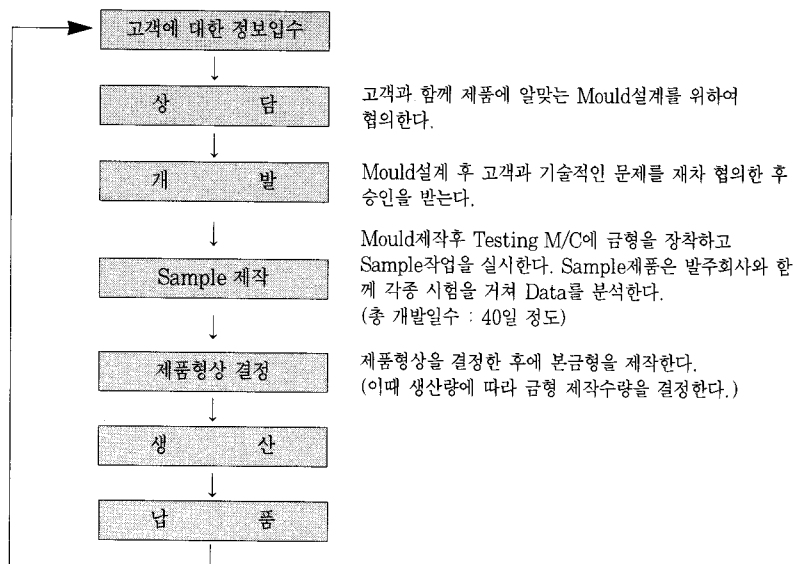 고객에 대한 정보입수
상 담
고객과 함께 제품에 알맞는 Mould설계를 위하여
협의한다.
개 발
Mould설계 후 고객과 기술적인 문제를 재차 협의한 후
승인을 받는다.
Sample 제작
Mould제작후 Testing M/C에 금형을 장착하고
Sample작업을 실시한다. Sample제품은 발주회사와 함
께 각종 시험을 거쳐 Data를 분석한다.
(총 개발일수 : 40일 정도)
제품형상 결정
제품형상을 결정한 후에 본금형을 제작한다.
(이때 생산량에 따라 금형 제작수량을 결정한다.)
생 산
납 품